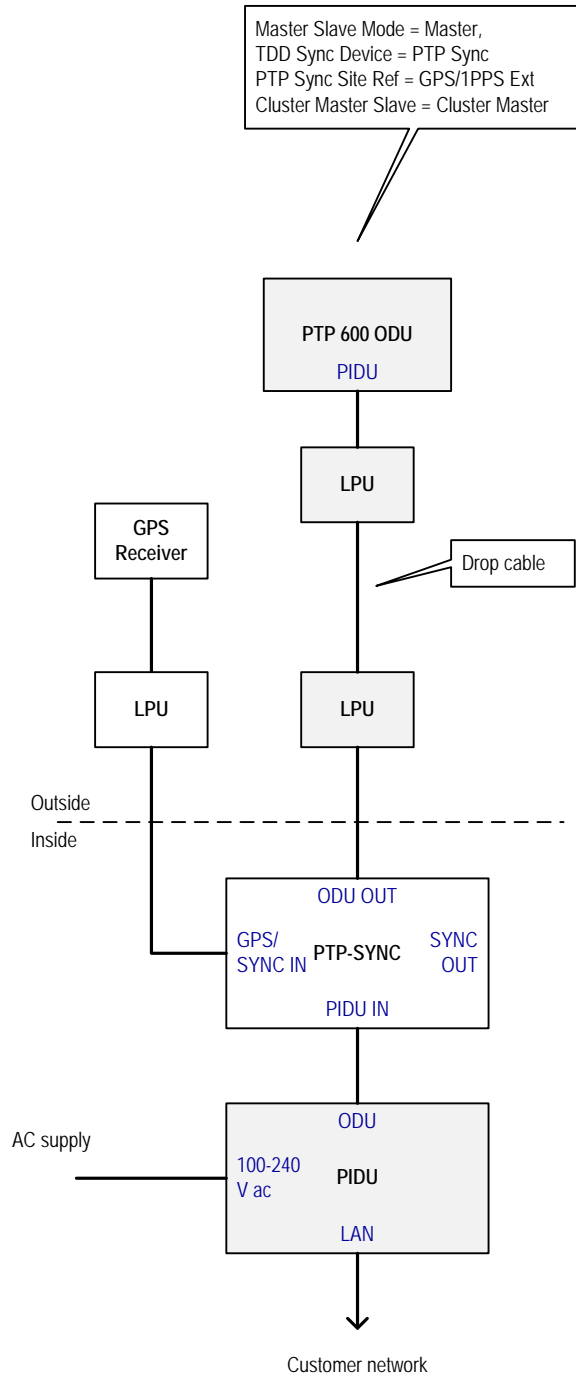 Master Slave Mode = Master,
TDD Sync Device = PTP Sync
PTP Sync Site Ref = GPS/1PPS Ext
Cluster Master Slave = Cluster Master
PTP 600 ODU
PIDU
LPU
GPS
Receiver
Drop cable
LPU
LPU
Outside
Inside
ODU OUT
GPS/
SYNC IN
PTP-SYNC
SYNC
OUT
PIDU IN
ODU
AC supply
100-240
V ac
PIDU
LAN
Customer network